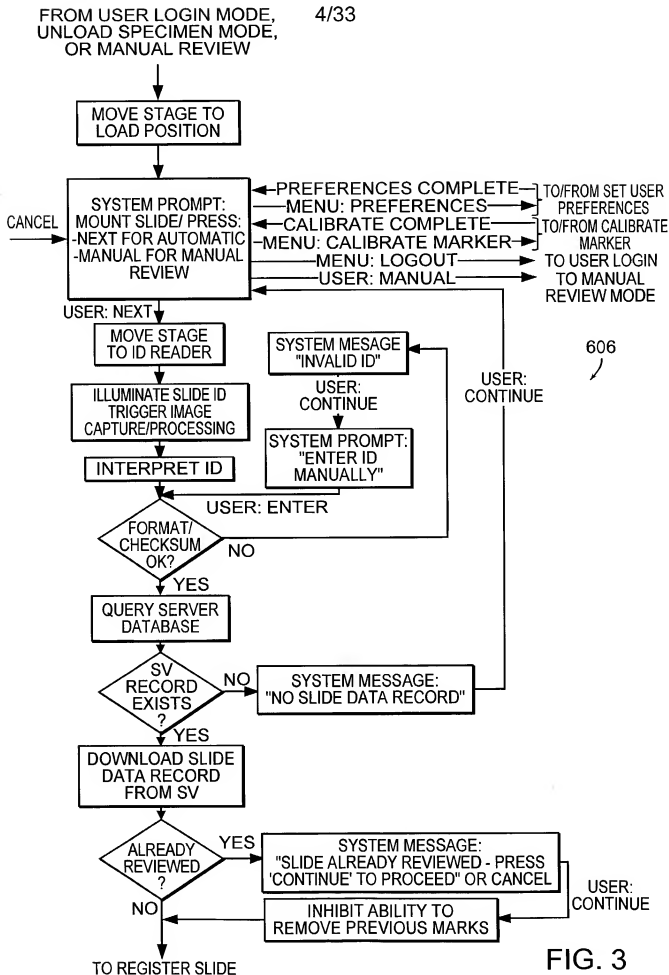 FROM USER LOGIN MODE,
UNLOAD SPECIMEN MODE,
OR MANUAL REVIEW
4/33
MOVE STAGE TO
LOAD POSITION
CANCEL
SYSTEM PROMPT:
MOUNT SLIDE/ PRESS:
-NEXT FOR AUTOMATIC
-MANUAL FOR MANUAL
REVIEW
PREFERENCES COMPLETE
MENU: PREFERENCES
TO/FROM SET USER
PREFERENCES
CALIBRATE COMPLETE
MENU: CALIBRATE MARKER
TO/FROM CALIBRATE
MARKER
MENU: LOGOUT
TO USER LOGIN
USER: MANUAL
TO MANUAL
REVIEW MODE
USER: NEXT
MOVE STAGE
TO ID READER
SYSTEM MESAGE
"INVALID ID"
606
USER:
CONTINUE
USER:
CONTINUE
ILLUMINATE SLIDE ID
TRIGGER IMAGE
CAPTURE/PROCESSING
SYSTEM PROMPT:
"ENTER ID
MANUALLY"
INTERPRET ID
USER: ENTER
FORMAT/
CHECKSUM
OK?
NO
YES
QUERY SERVER
DATABASE
SV
RECORD
EXISTS
?
NO
SYSTEM MESSAGE:
"NO SLIDE DATA RECORD"
YES
DOWNLOAD SLIDE
DATA RECORD
FROM SV
ALREADY
REVIEWED
?
YES
SYSTEM MESSAGE:
"SLIDE ALREADY REVIEWED - PRESS
'CONTINUE' TO PROCEED" OR CANCEL
USER:
CONTINUE
NO
INHIBIT ABILITY TO
REMOVE PREVIOUS MARKS
TO REGISTER SLIDE
FIG. 3